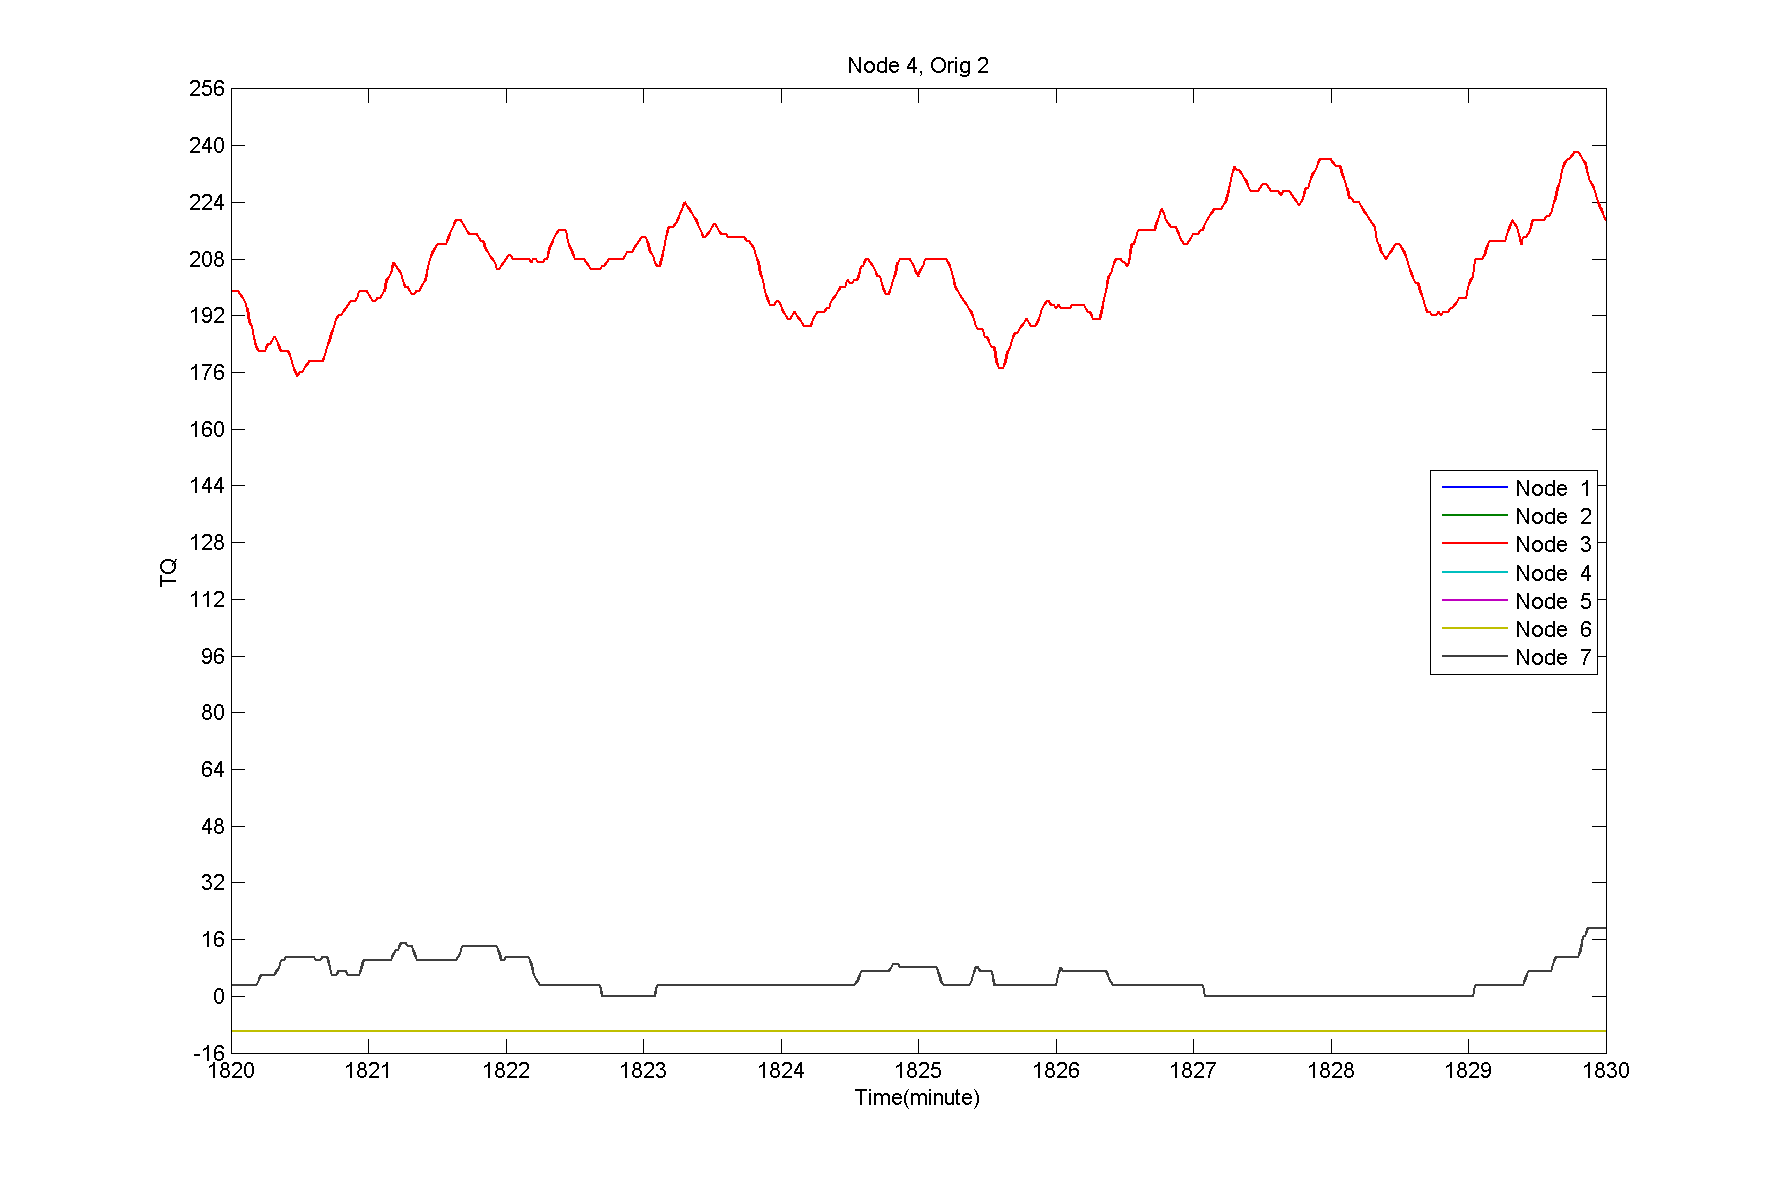 Node 4, Orig 2
256
240
224
208
192
176
160
144
128
112
96
80
64
48
32
16
0
-16
TQ
Node 1
Node 2
Node 3
Node 4
Node 5
Node 6
Node 7
1820 1821 1822 1823 1824 1825 1826 1827 1828 1829 1830
Time(minute)